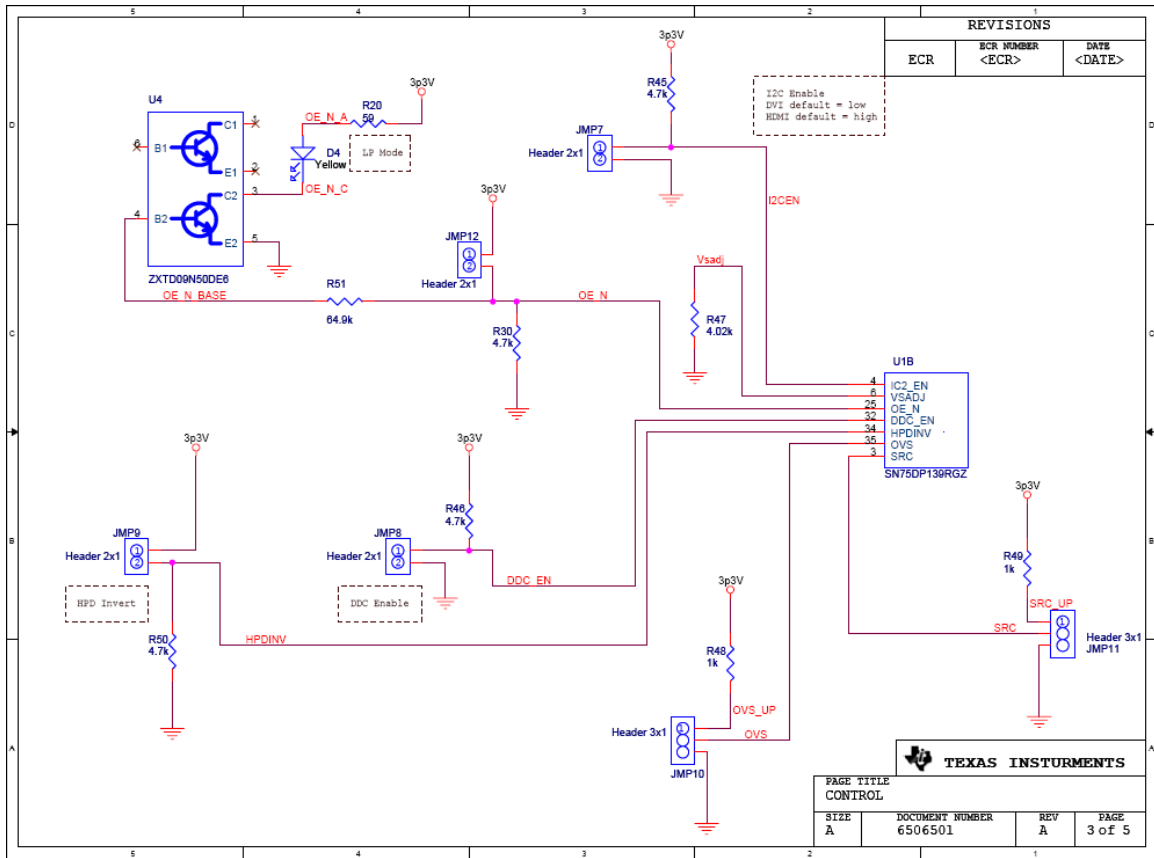 5
4
3
2
1
REVISIONS
ECR
ECR NUMBER
<ECR>
DATE
<DATE>
D
D
3p3V
R45
4.7k
I2C Enable
DVI default = low
HDMI default = high
3p3V
U4
R20
59
OE_N_A
C1
1
6
B1
E1
2
C2
3
4
B2
E2
5
D4
Yellow
LP Mode
OE_N_C
ZXTD09N50DE6
JMP7
1
2
Header 2x1
I2CEN
3p3V
JMP12
1
2
Header 2x1
Vsadj
R47
4.02k
OE_N_BASE
R51
64.9k
OE_N
R30
4.7k
C
C
U1B
4
IC2_EN
6
VSADJ
25
OE_N
32
DDC_EN
34
HPDINV
35
OVS
3
SRC
SN75DP139RGZ
3p3V
3p3V
3p3V
R46
4.7k
JMP9
1
2
Header 2x1
JMP8
1
2
Header 2x1
B
B
R49
1k
HPD Invert
DDC Enable
DDC_EN
3p3V
SRC_UP
SRC
1
Header 3x1
JMP11
R50
4.7k
HPDINV
R48
1k
OVS_UP
OVS
Header 3x1
1
JMP10
A
A
TEXAS INSTURMENTS
PAGE TITLE
CONTROL
SIZE
A
DOCUMENT NUMBER
6506501
REV
A
PAGE
3 of 5
5
4
3
2
1